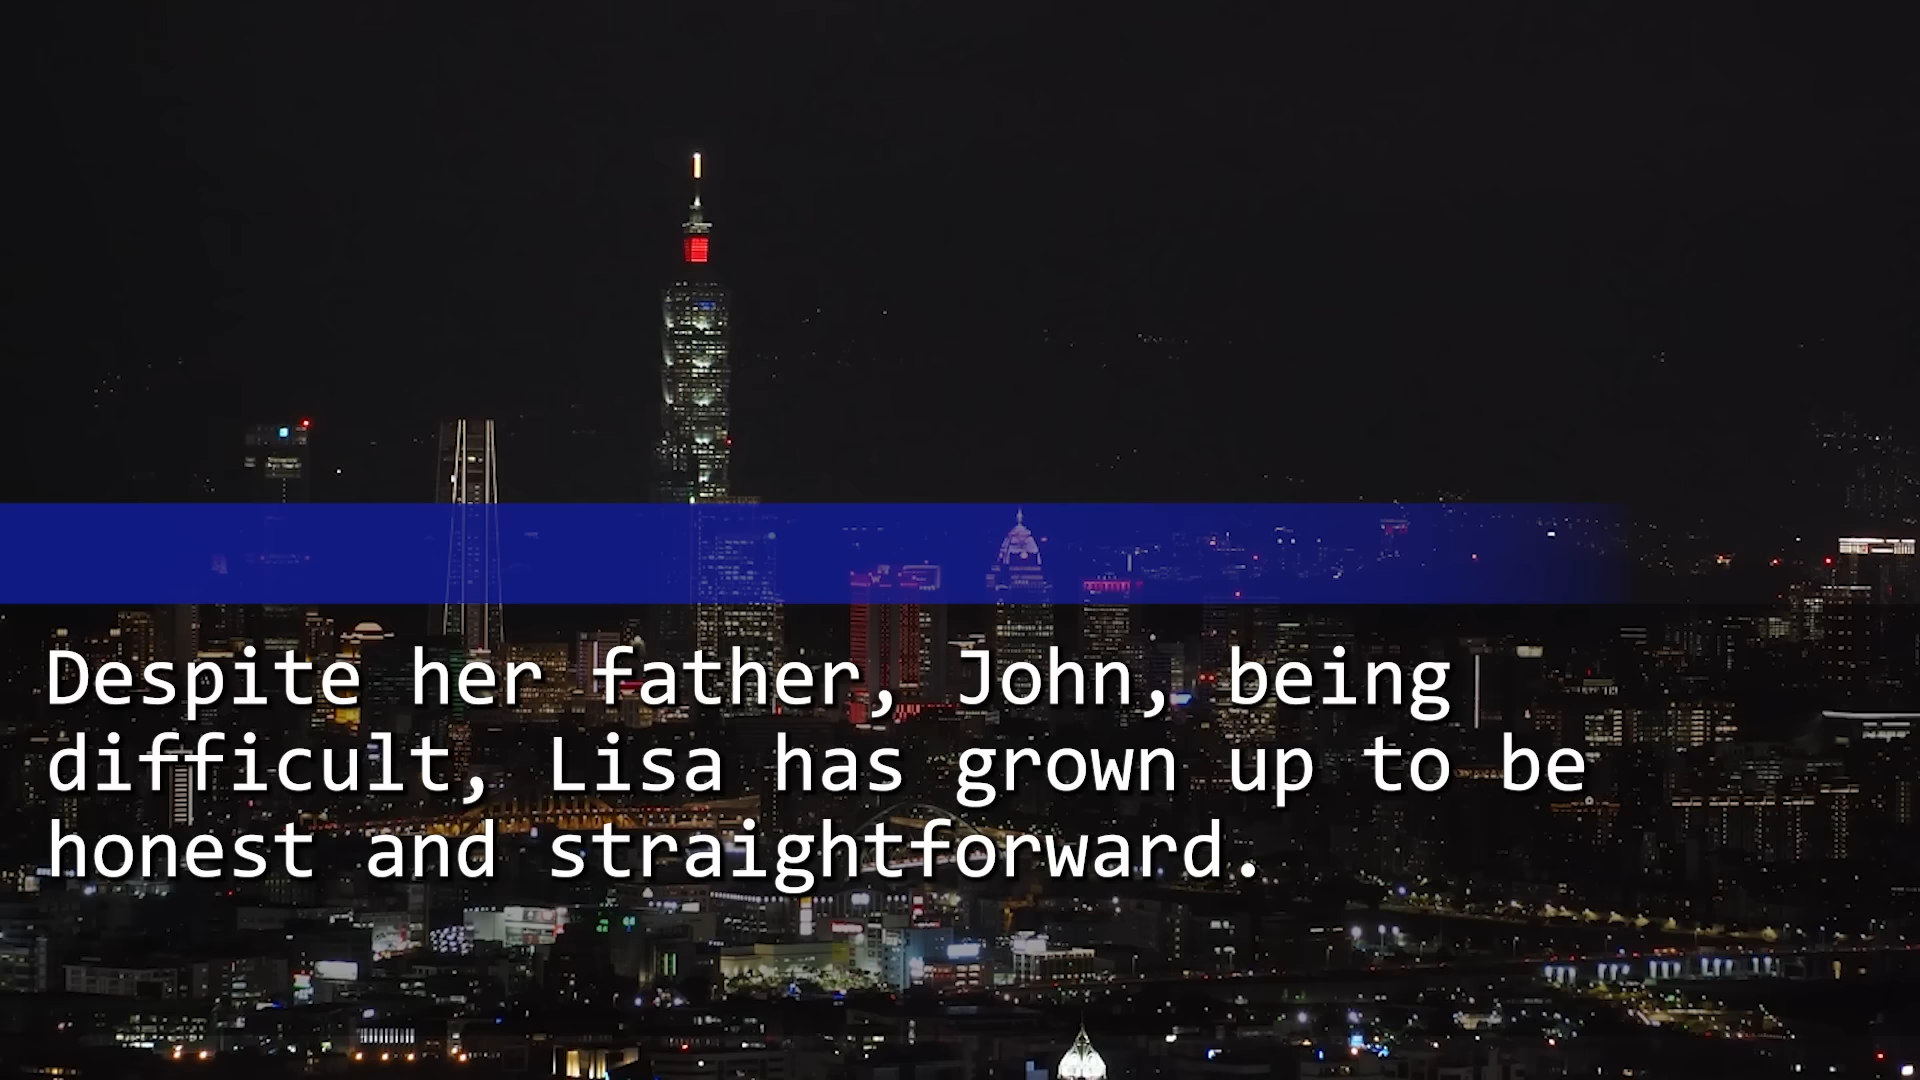 Despite her father, John, being
difficult, Lisa has grown up to be
honest and straightforward.